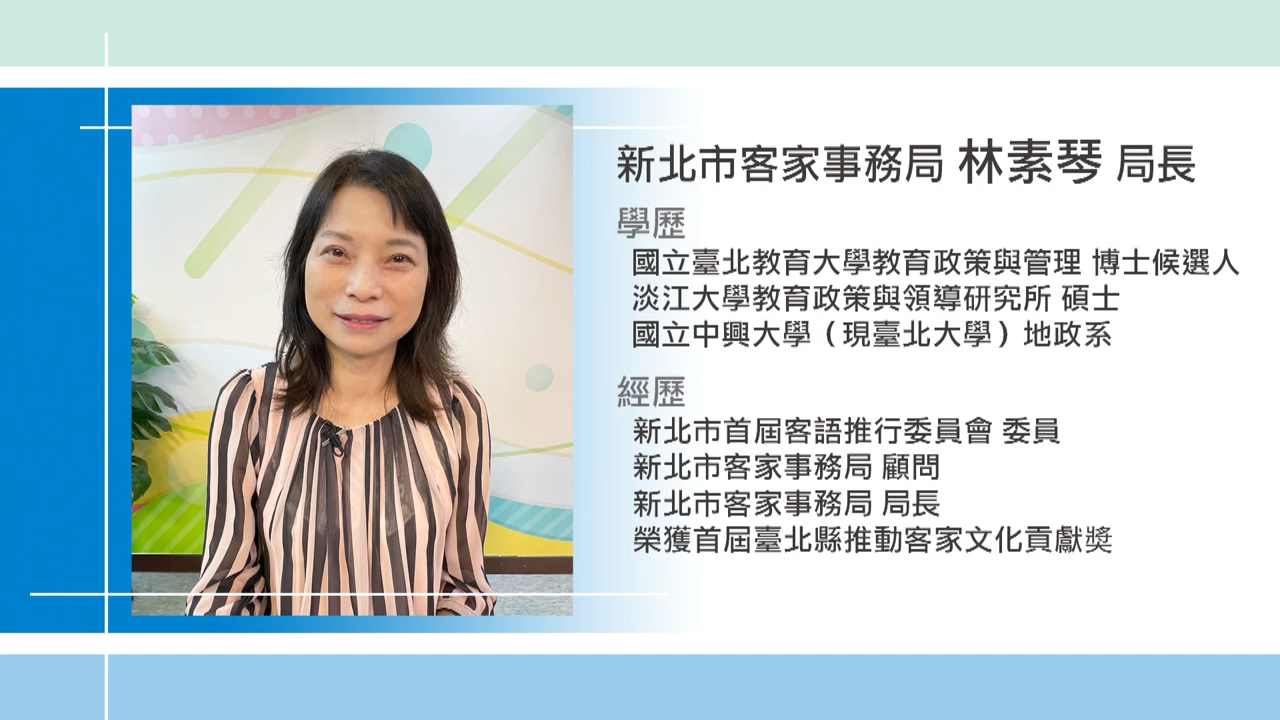 新北市客家事務局 林素琴 局長
學歷
國立臺北教育大學教育政策與管理 博士候選人
淡江大學教育政策與領導研究所 碩士
國立中興大學（現臺北大學）地政系
經歷
新北市首屆客語推行委員會 委員
新北市客家事務局 顧問
新北市客家事務局 局長
榮獲首屆臺北縣推動客家文化貢獻奬